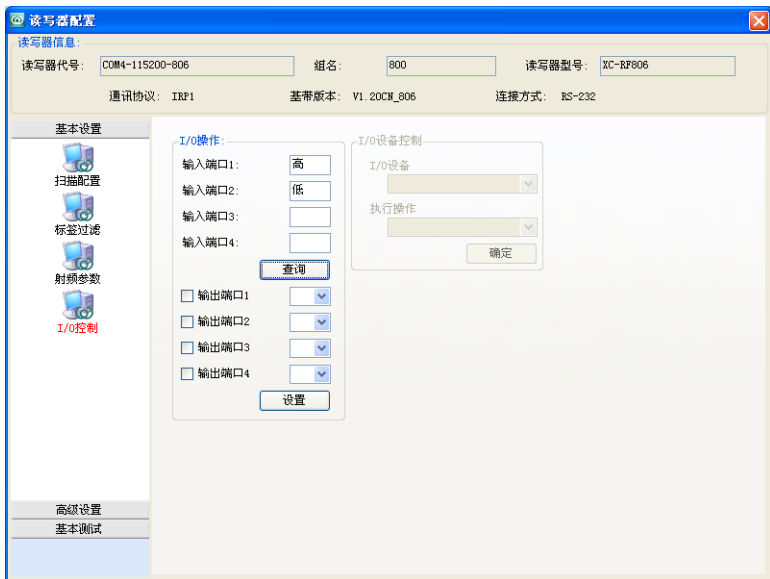 读写器配置
读写器信息:
读写器代号: COM4-115200-806 组名: 800 读写器型号: XC-RF806
通讯协议: IRP1 基带版本: V1.20CN_806 连接方式: RS-232
基本设置
扫描配置
标签过滤
射频参数
I/O控制
高级设置
基本测试
I/O操作:
输入端口1: 高
输入端口2: 低
输入端口3:
输入端口4:
查询
输出端口1
输出端口2
输出端口3
输出端口4
设置
I/O设备控制
I/O设备
执行操作
确定